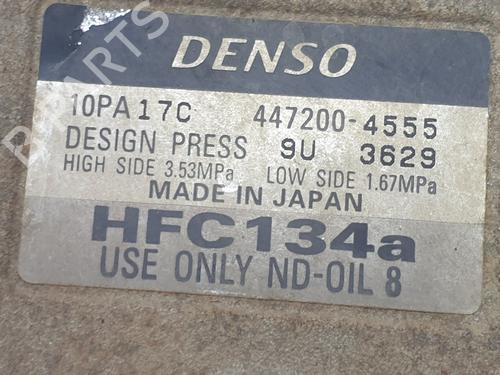 DENSO
10PA17C 447200-4555
DESIGN PRESS 9U 3629
HIGH SIDE 3.53MPa LOW SIDE 1.67MPa
MADE IN JAPAN
HFC134a
USE ONLY ND-OIL 8